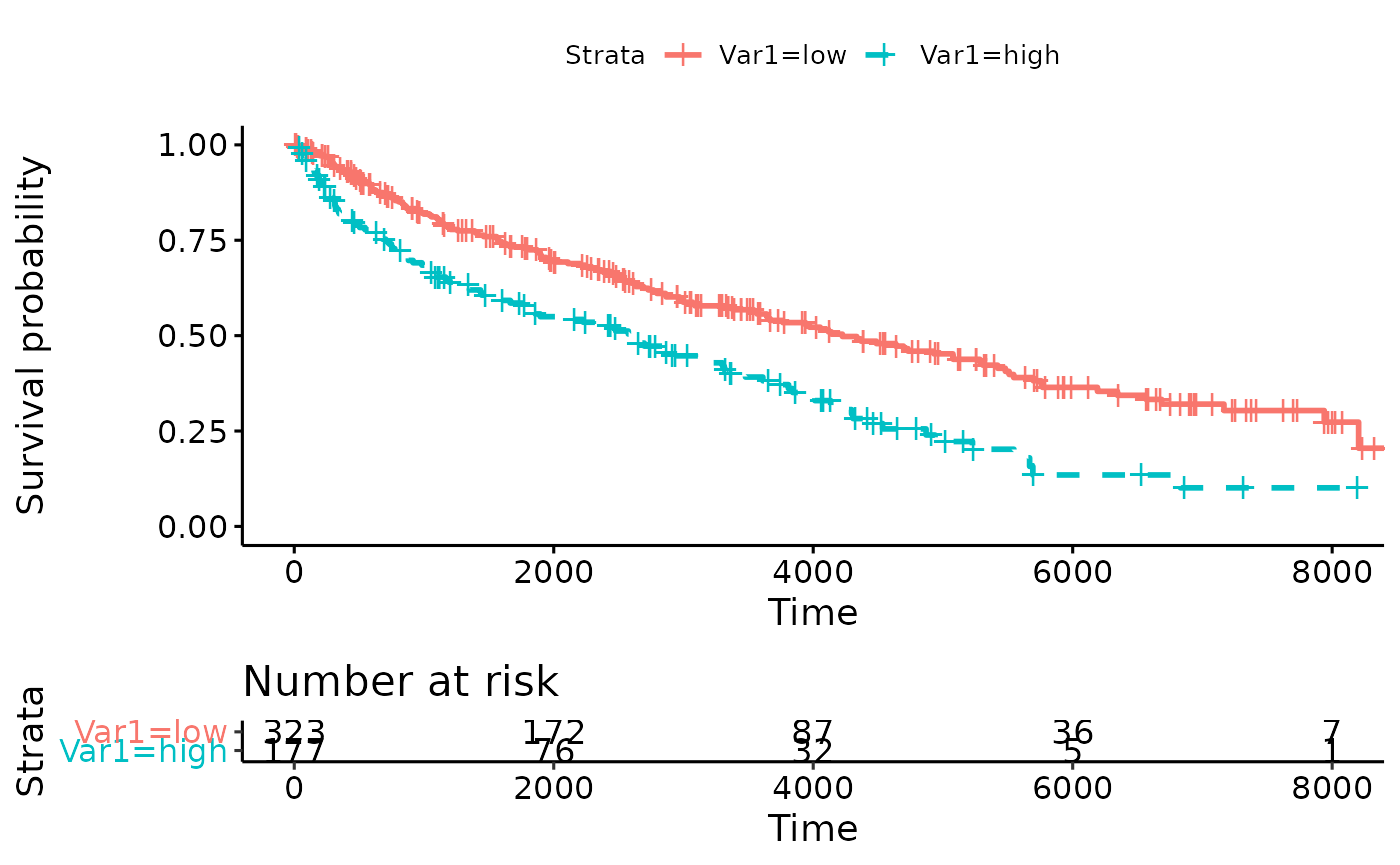 Strata Var1=low Var1=high
Survival probability
1.00
0.75
0.50
0.25
0.00
0 2000 4000 6000 8000
Time
Number at risk
Strata
Var1=low 323 172 87 36 7
Var1=high 177 76 32 5 1
0 2000 4000 6000 8000
Time